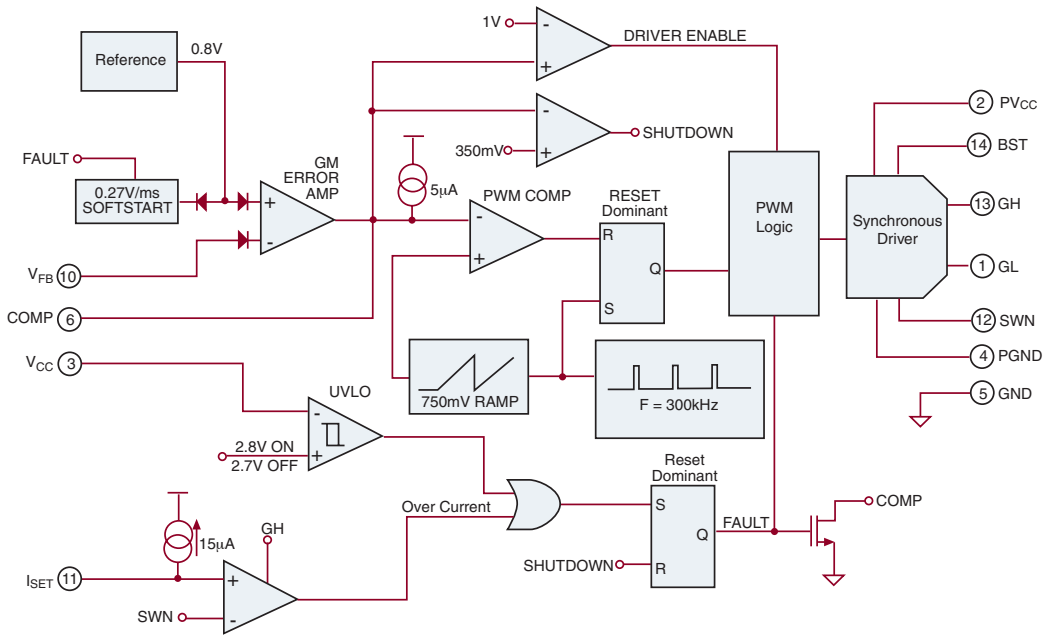 1V
-
+
DRIVER ENABLE
Reference
0.8V
-
+
350mV
SHUTDOWN
2 PVCC
14 BST
13 GH
1 GL
12 SWN
4 PGND
5 GND
FAULT
0.27V/ms
SOFTSTART
GM
ERROR
AMP
+
-
5μA
PWM COMP
-
+
RESET
Dominant
R
Q
S
PWM
Logic
Synchronous
Driver
VFB 10
COMP 6
VCC 3
750mV RAMP
F = 300kHz
UVLO
-
+
2.8V ON
2.7V OFF
Over Current
Reset
Dominant
S
Q
R
FAULT
COMP
SHUTDOWN
15μA
GH
ISET 11
+
-
SWN